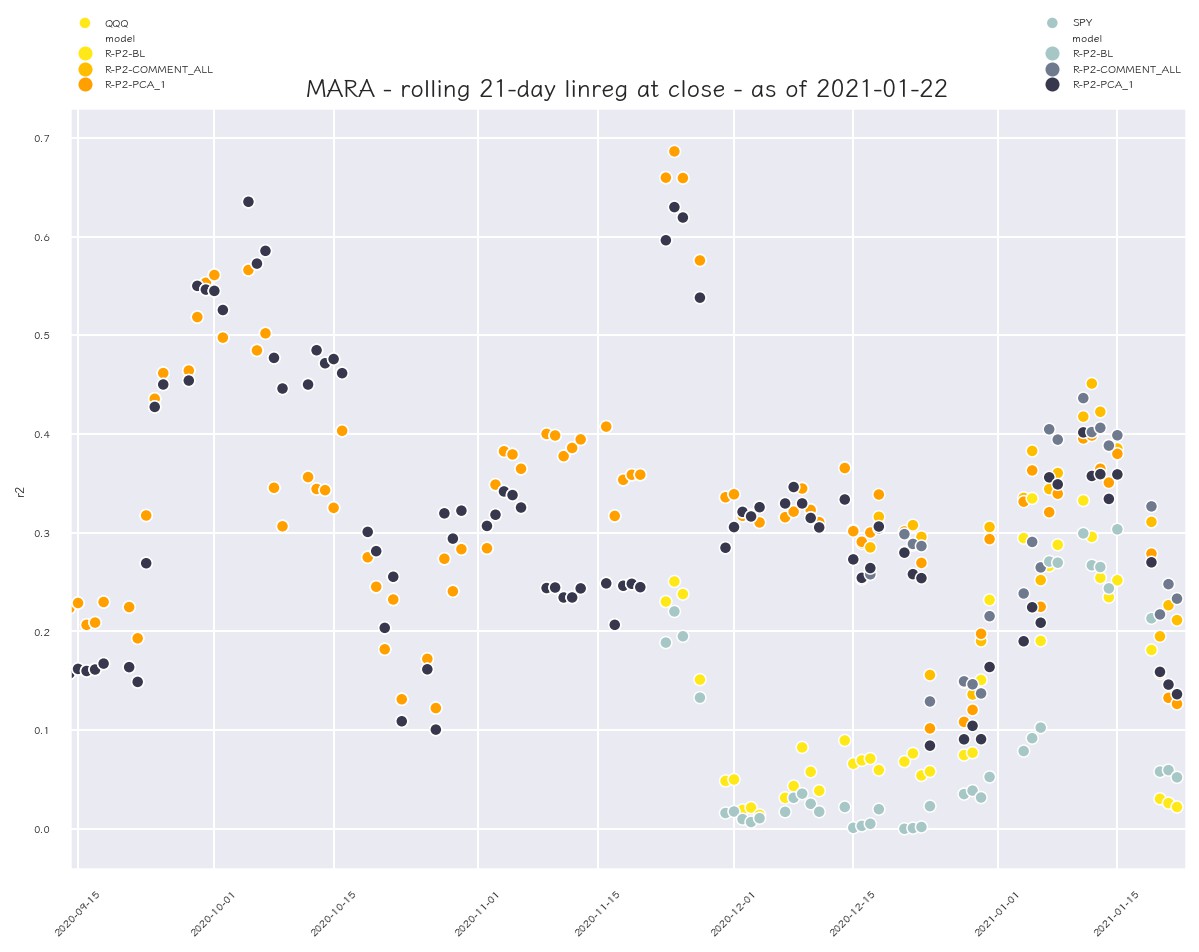 QQQ
model
R-P2-BL
R-P2-COMMENT_ALL
R-P2-PCA_1
SPY
model
R-P2-BL
R-P2-COMMENT_ALL
R-P2-PCA_1
MARA - rolling 21-day linreg at close - as of 2021-01-22
0.7
0.6
0.5
0.4
0.3
0.2
0.1
0.0
r2
2020-09-15
2020-10-01
2020-10-15
2020-11-01
2020-11-15
2020-12-01
2020-12-15
2021-01-01
2021-01-15